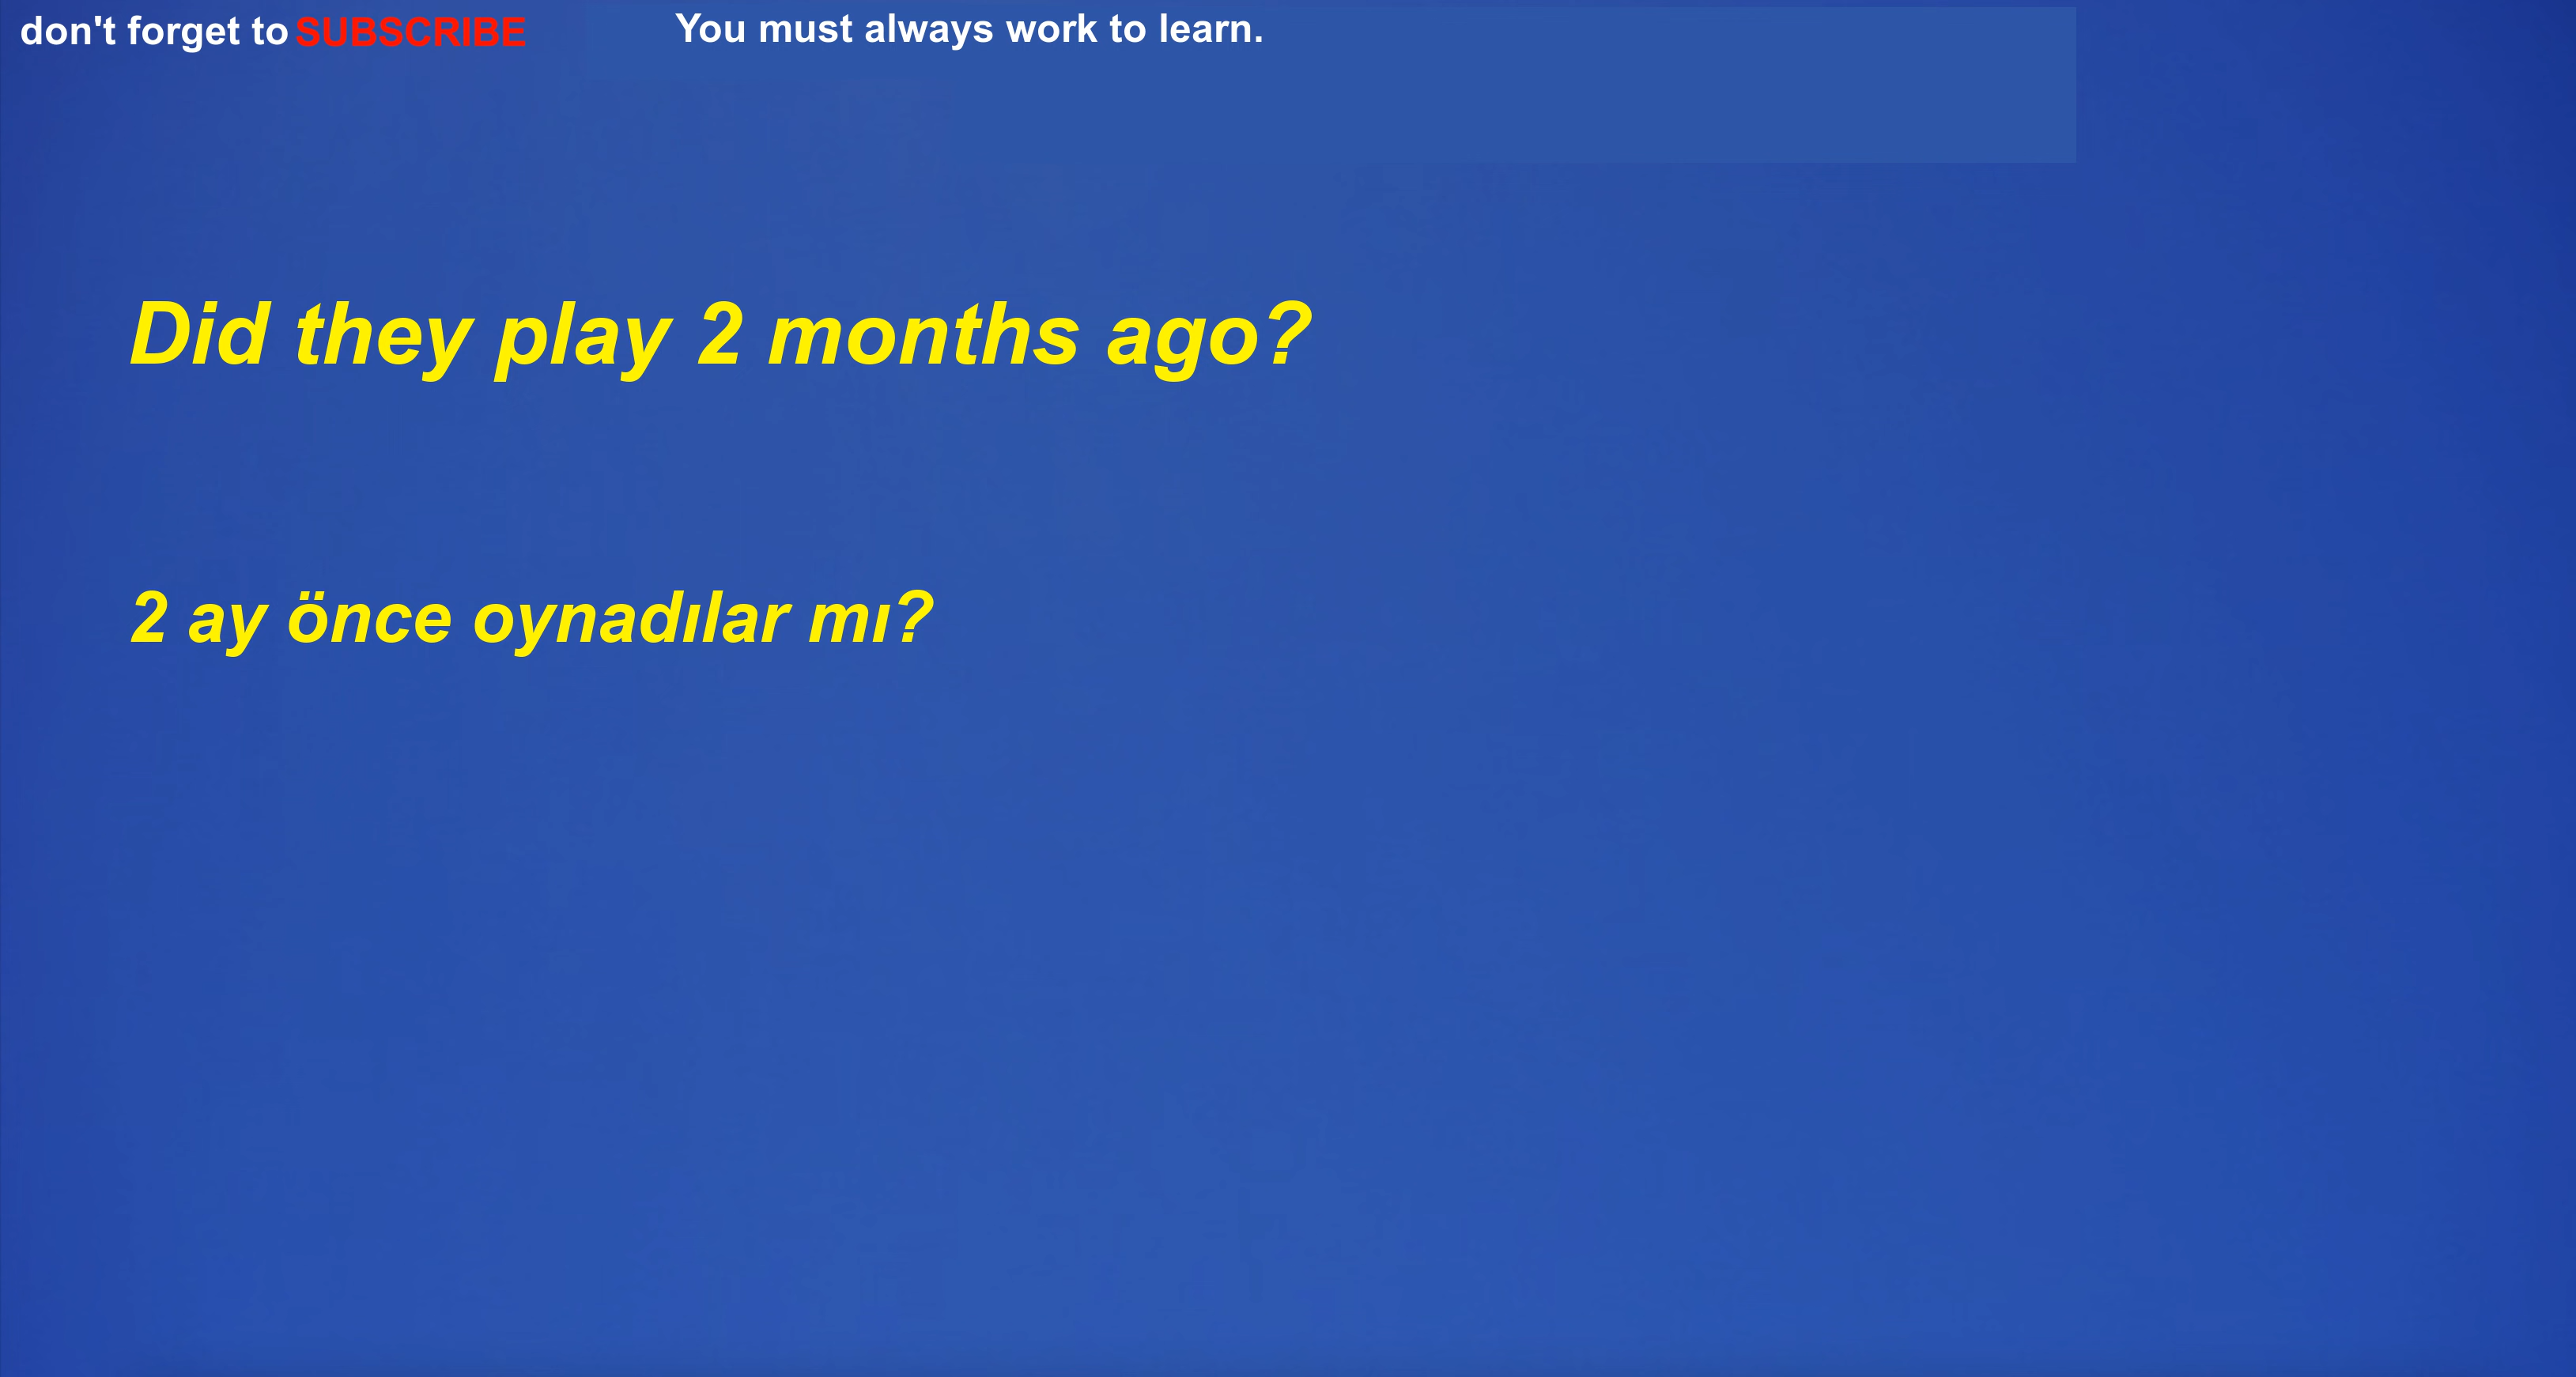 don't forget to SUBSCRIBE
You must always work to learn.
Did they play 2 months ago?
2 ay önce oynadılar mı?